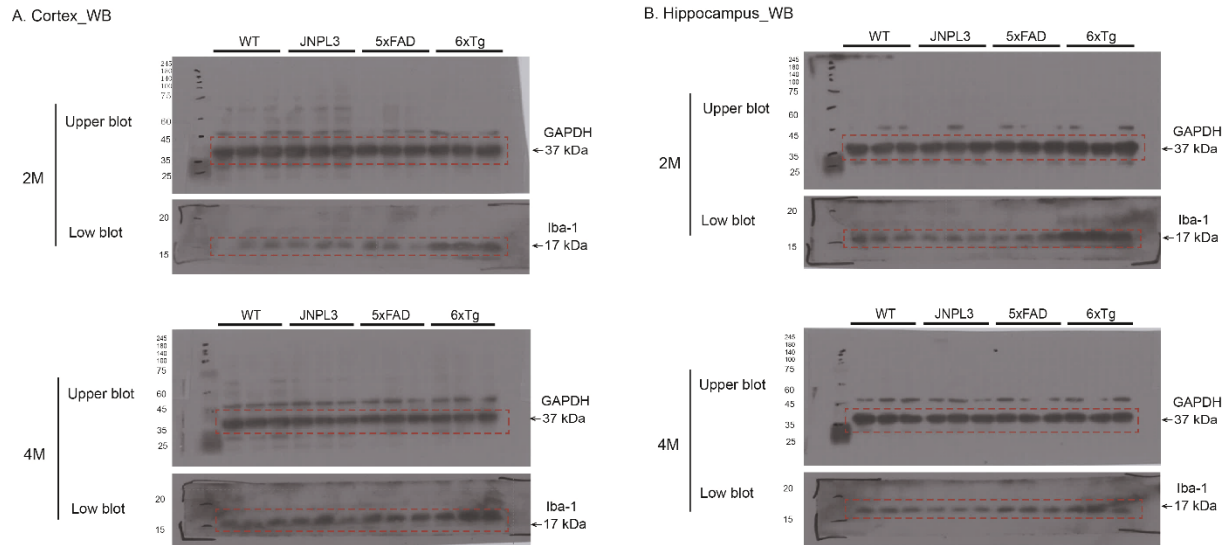 A. Cortex_WB
WT JNPL3 5xFAD 6xTg
2M
Upper blot
245
180
140
100
75
60
45
35
25
GAPDH
37 kDa
Low blot
20
15
Iba-1
17 kDa
WT JNPL3 5xFAD 6xTg
4M
Upper blot
245
180
140
100
75
60
45
35
25
GAPDH
37 kDa
Low blot
20
15
Iba-1
17 kDa
B. Hippocampus_WB
WT JNPL3 5xFAD 6xTg
2M
Upper blot
245
180
140
100
75
60
45
35
25
GAPDH
37 kDa
Low blot
20
15
Iba-1
17 kDa
WT JNPL3 5xFAD 6xTg
4M
Upper blot
245
180
140
100
75
60
45
35
25
GAPDH
37 kDa
Low blot
20
15
Iba-1
17 kDa